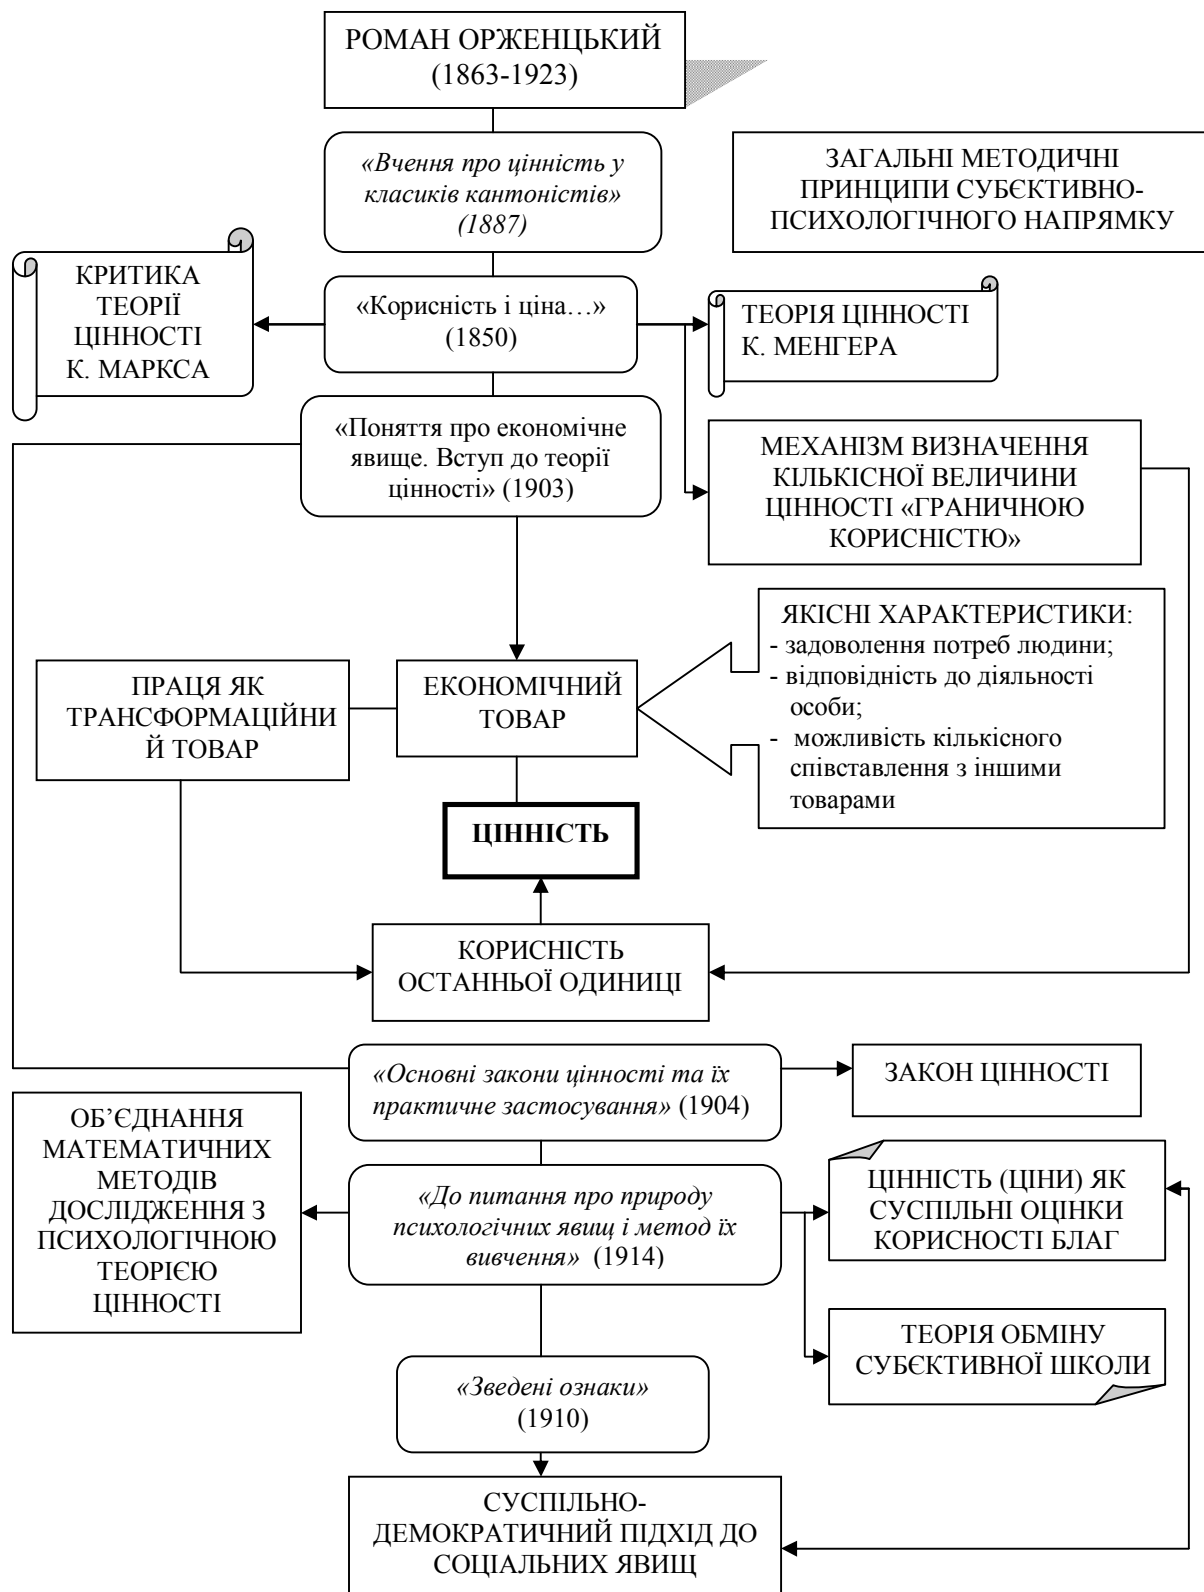 РОМАН ОРЖЕНЦЬКИЙ
(1863-1923)
«Вчення про цінність у
класиків кантоністів»
(1887)
ЗАГАЛЬНІ МЕТОДИЧНІ
ПРИНЦИПИ СУБЄКТИВНО-
ПСИХОЛОГІЧНОГО НАПРЯМКУ
КРИТИКА
ТЕОРІЇ
ЦІННОСТІ
К. МАРКСА
«Корисність і ціна…»
(1850)
ТЕОРІЯ ЦІННОСТІ
К. МЕНГЕРА
«Поняття про економічне
явище. Вступ до теорії
цінності» (1903)
МЕХАНІЗМ ВИЗНАЧЕННЯ
КІЛЬКІСНОЇ ВЕЛИЧИНИ
ЦІННОСТІ «ГРАНИЧНОЮ
КОРИСНІСТЮ»
ЯКІСНІ ХАРАКТЕРИСТИКИ:
- задоволення потреб людини;
- відповідність до діяльності
особи;
- можливість кількісного
співставлення з іншими
товарами
ПРАЦЯ ЯК
ТРАНСФОРМАЦІЙНИ
Й ТОВАР
ЕКОНОМІЧНИЙ
ТОВАР
ЦІННІСТЬ
КОРИСНІСТЬ
ОСТАННЬОЇ ОДИНИЦІ
«Основні закони цінності та їх
практичне застосування» (1904)
ЗАКОН ЦІННОСТІ
ОБ’ЄДНАННЯ
МАТЕМАТИЧНИХ
МЕТОДІВ
ДОСЛІДЖЕННЯ З
ПСИХОЛОГІЧНОЮ
ТЕОРІЄЮ
ЦІННОСТІ
«До питання про природу
психологічних явищ і метод їх
вивчення» (1914)
ЦІННІСТЬ (ЦІНИ) ЯК
СУСПІЛЬНІ ОЦІНКИ
КОРИСНОСТІ БЛАГ
ТЕОРІЯ ОБМІНУ
СУБЄКТИВНОЇ ШКОЛИ
«Зведені ознаки»
(1910)
СУСПІЛЬНО-
ДЕМОКРАТИЧНИЙ ПІДХІД ДО
СОЦІАЛЬНИХ ЯВИЩ